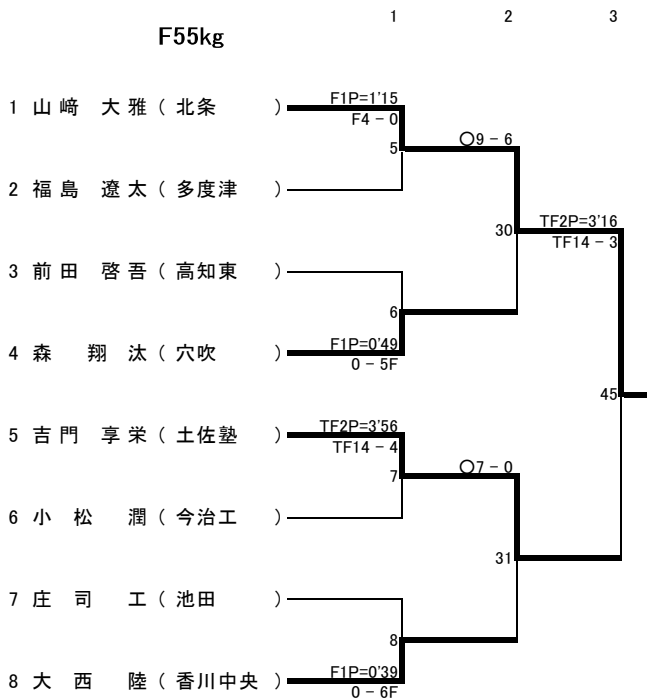 1 2 3
F55kg
1 山﨑 大雅 ( 北条 )
F1P=1'15
F4 - 0
5
○9 - 6
2 福島 遼太 ( 多度津 )
30
TF2P=3'16
TF14 - 3
3 前田 啓吾 ( 高知東 )
6
4 森 翔汰 ( 穴吹 )
F1P=0'49
0 - 5F
45
5 吉門 享栄 ( 土佐塾 )
TF2P=3'56
TF14 - 4
7
○7 - 0
6 小松 潤 ( 今治工 )
31
7 庄司 工 ( 池田 )
8
8 大西 陸 ( 香川中央 )
F1P=0'39
0 - 6F